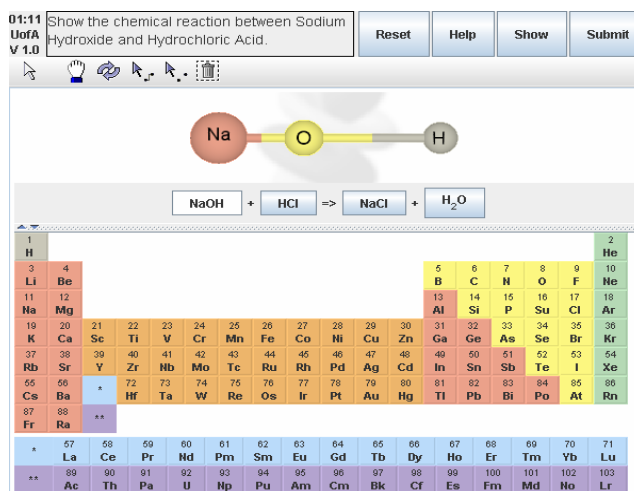 01:11
UofA
V 1.0
Show the chemical reaction between Sodium
Hydroxide and Hydrochloric Acid.
Reset Help Show Submit
Na O H
NaOH + HCl => NaCl + H₂O
1 2
H He
3 4 5 6 7 8 9 10
Li Be B C N O F Ne
11 12 13 14 15 16 17 18
Na Mg Al Si P Su Cl Ar
19 20 21 22 23 24 25 26 27 28 29 30 31 32 33 34 35 36
K Ca Sc Ti V Cr Mn Fe Co Ni Cu Zn Ga Ge As Se Br Kr
37 38 39 40 41 42 43 44 45 46 47 48 49 50 51 52 53 54
Rb Sr Y Zr Nb Mo Tc Ru Rh Pd Ag Cd In Sn Sb Te I Xe
55 56 * 72 73 74 75 76 77 78 79 80 81 82 83 84 85 86
Cs Ba Hf Ta W Re Os Ir Pt Au Hg Tl Pb Bi Po At Rn
87 88 **
Fr Ra
* 57 58 59 60 61 62 63 64 65 66 67 68 69 70 71
La Ce Pr Nd Pm Sm Eu Gd Tb Dy Ho Er Tm Yb Lu
** 89 90 91 92 93 94 95 96 97 98 99 100 101 102 103
Ac Th Pa U Np Pu Am Cm Bk Cf Es Fm Md No Lr